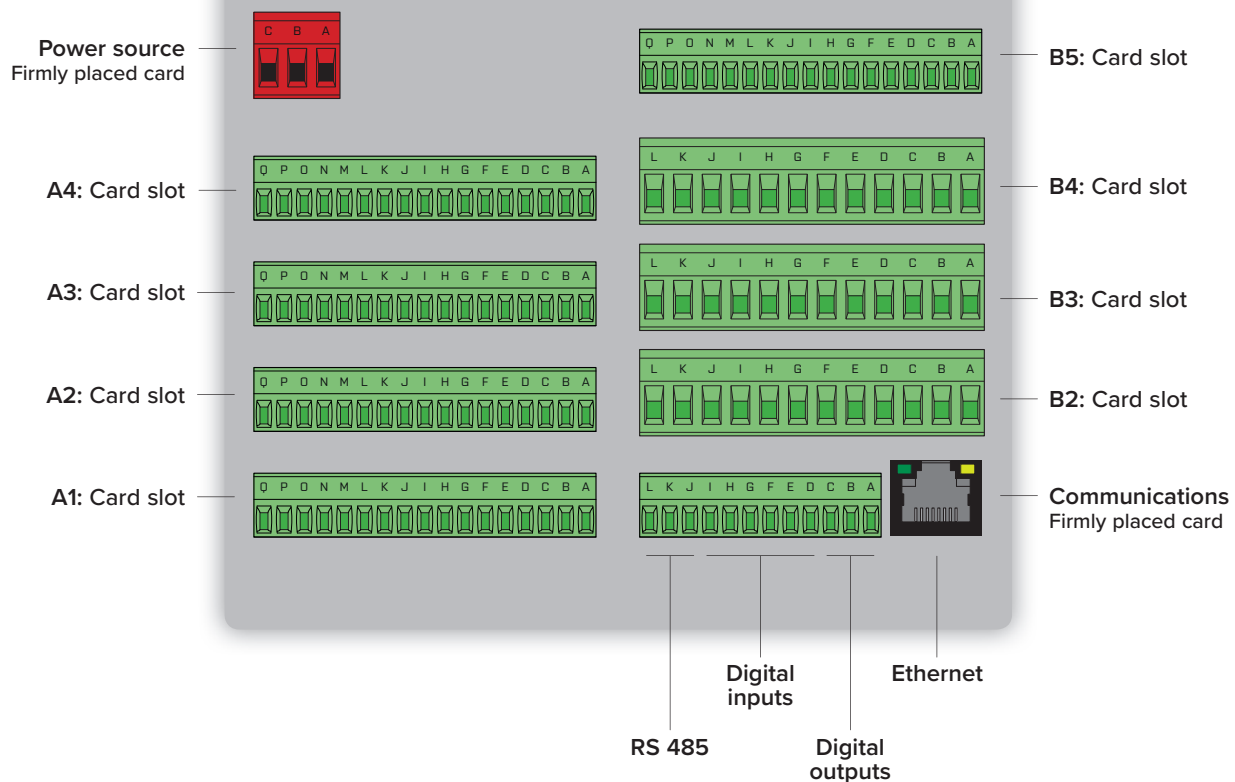 C B A
Power source
Firmly placed card
Q P O N M L K J I H G F E D C B A
B5: Card slot
Q P O N M L K J I H G F E D C B A
A4: Card slot
L K J I H G F E D C B A
B4: Card slot
Q P O N M L K J I H G F E D C B A
A3: Card slot
L K J I H G F E D C B A
B3: Card slot
Q P O N M L K J I H G F E D C B A
A2: Card slot
L K J I H G F E D C B A
B2: Card slot
Q P O N M L K J I H G F E D C B A
A1: Card slot
L K J I H G F E D C B A
Communications
Firmly placed card
Digital
inputs
Ethernet
RS 485
Digital
outputs